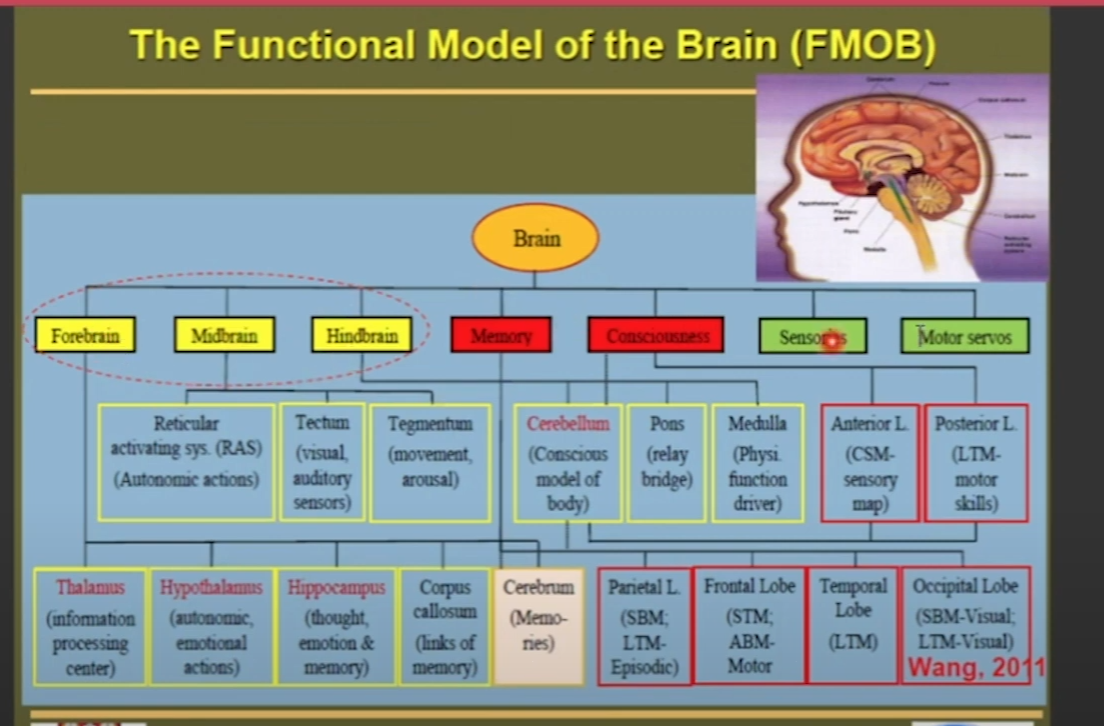 The Functional Model of the Brain (FMOB)
Brain
Forebrain
Midbrain
Hindbrain
Memory
Consciousness
Motor servos
Reticular
activating sys. (RAS)
(Autonomic actions)
Tectum
(visual,
auditory
sensors)
Tegmentum
(movement,
arousal)
Cerebellum
(Conscious
model of
body)
Pons
(relay
bridge)
Medulla
(Physi.
function
driver)
Anterior L.
(CSM-
sensory
map)
Posterior L.
(LTM-
motor
skills)
Thalamus
(information
processing
center)
Hypothalamus
(autonomic,
emotional
actions)
Hippocampus
(thought,
emotion &
memory)
Corpus
callosum
(links of
memory)
Cerebrum
(Memo-
ries)
Parietal L.
(SBM;
LTM-
Episodic)
Frontal Lobe
(STM;
ABM-
Motor
Temporal
Lobe
(LTM)
Occipital Lobe
(SBM-Visual;
LTM-Visual)
Wang, 2011